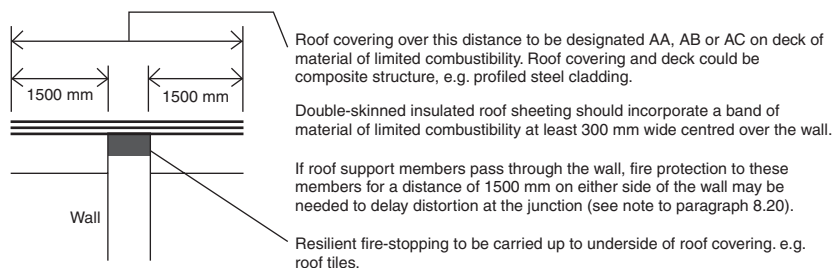 Roof covering over this distance to be designated AA, AB or AC on deck of
material of limited combustibility. Roof covering and deck could be
composite structure, e.g. profiled steel cladding.
1500 mm
1500 mm
Double-skinned insulated roof sheeting should incorporate a band of
material of limited combustibility at least 300 mm wide centred over the wall.
If roof support members pass through the wall, fire protection to these
members for a distance of 1500 mm on either side of the wall may be
needed to delay distortion at the junction (see note to paragraph 8.20).
Wall
Resilient fire-stopping to be carried up to underside of roof covering. e.g.
roof tiles.